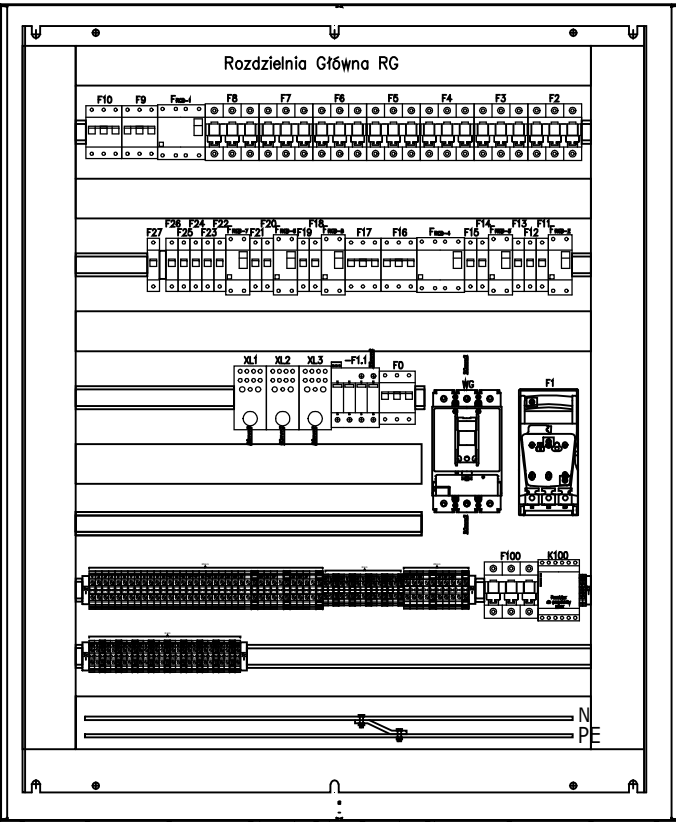 Rozdzielnia Główna RG
F10 F9 F8 F7 F6 F5 F4 F3 F2
F26 F24 F22 F20 F18 F14 F13 F11
F27 F25 F23 F21 F19 F17 F16 F15 F12
XL1 XL2 XL3 -F1.1 F0 WG F1
F100 K100
N
PE